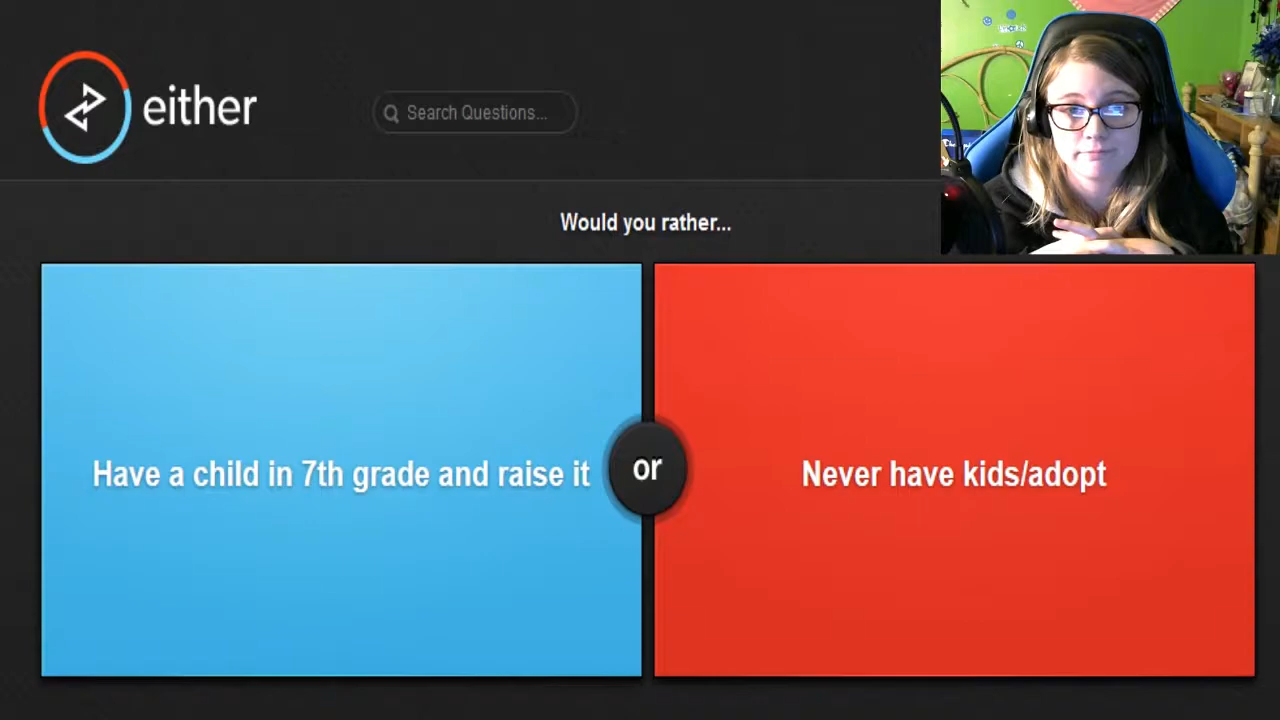 either
Search Questions...
Would you rather...
Have a child in 7th grade and raise it
or
Never have kids/adopt